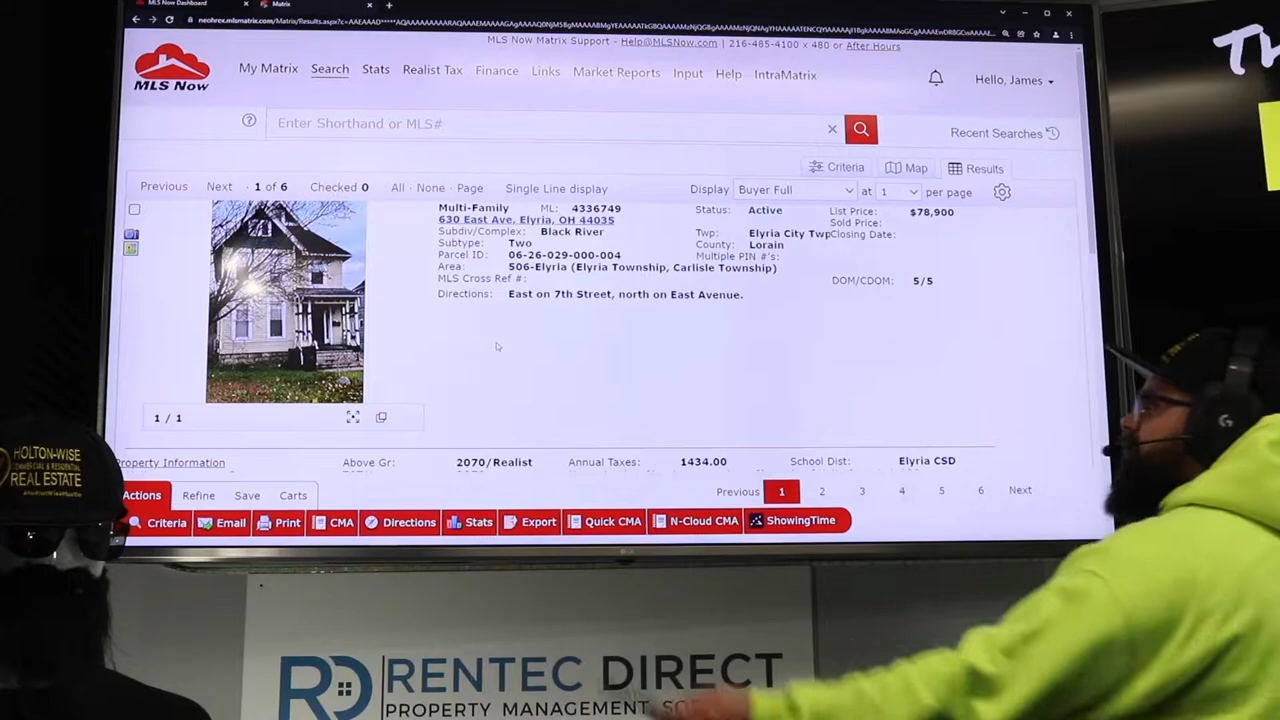 MLS Now Dashboard
Matrix
MLS Now Matrix Support - Help@MLSNow.com | 216-485-4100 x 480 or After Hours
MLS Now
My Matrix
Search
Stats
Realist Tax
Finance
Links
Market Reports
Input
Help
IntraMatrix
Hello, James
Enter Shorthand or MLS#
Recent Searches
Criteria
Map
Results
Previous Next · 1 of 6 Checked 0 All · None · Page Single Line display Display Buyer Full at 1 per page
Multi-Family ML: 4336749 Status: Active List Price: $78,900
630 East Ave, Elyria, OH 44035 Sold Price:
Subdiv/Complex: Black River Twp: Elyria City Twp Closing Date:
Subtype: Two County: Lorain
Parcel ID: 06-26-029-000-004 Multiple PIN #'s:
Area: 506-Elyria (Elyria Township, Carlisle Township)
MLS Cross Ref #: DOM/CDOM: 5/5
Directions: East on 7th Street, north on East Avenue.
1 / 1
Property Information Above Gr: 2070/Realist Annual Taxes: 1434.00 School Dist: Elyria CSD
Actions Refine Save Carts
Previous 1 2 3 4 5 6 Next
Criteria Email Print CMA Directions Stats Export Quick CMA N-Cloud CMA ShowingTime
HOLTON-WISE
COMMERCIAL & RESIDENTIAL
REAL ESTATE
RD RENTEC DIRECT
PROPERTY MANAGEMENT